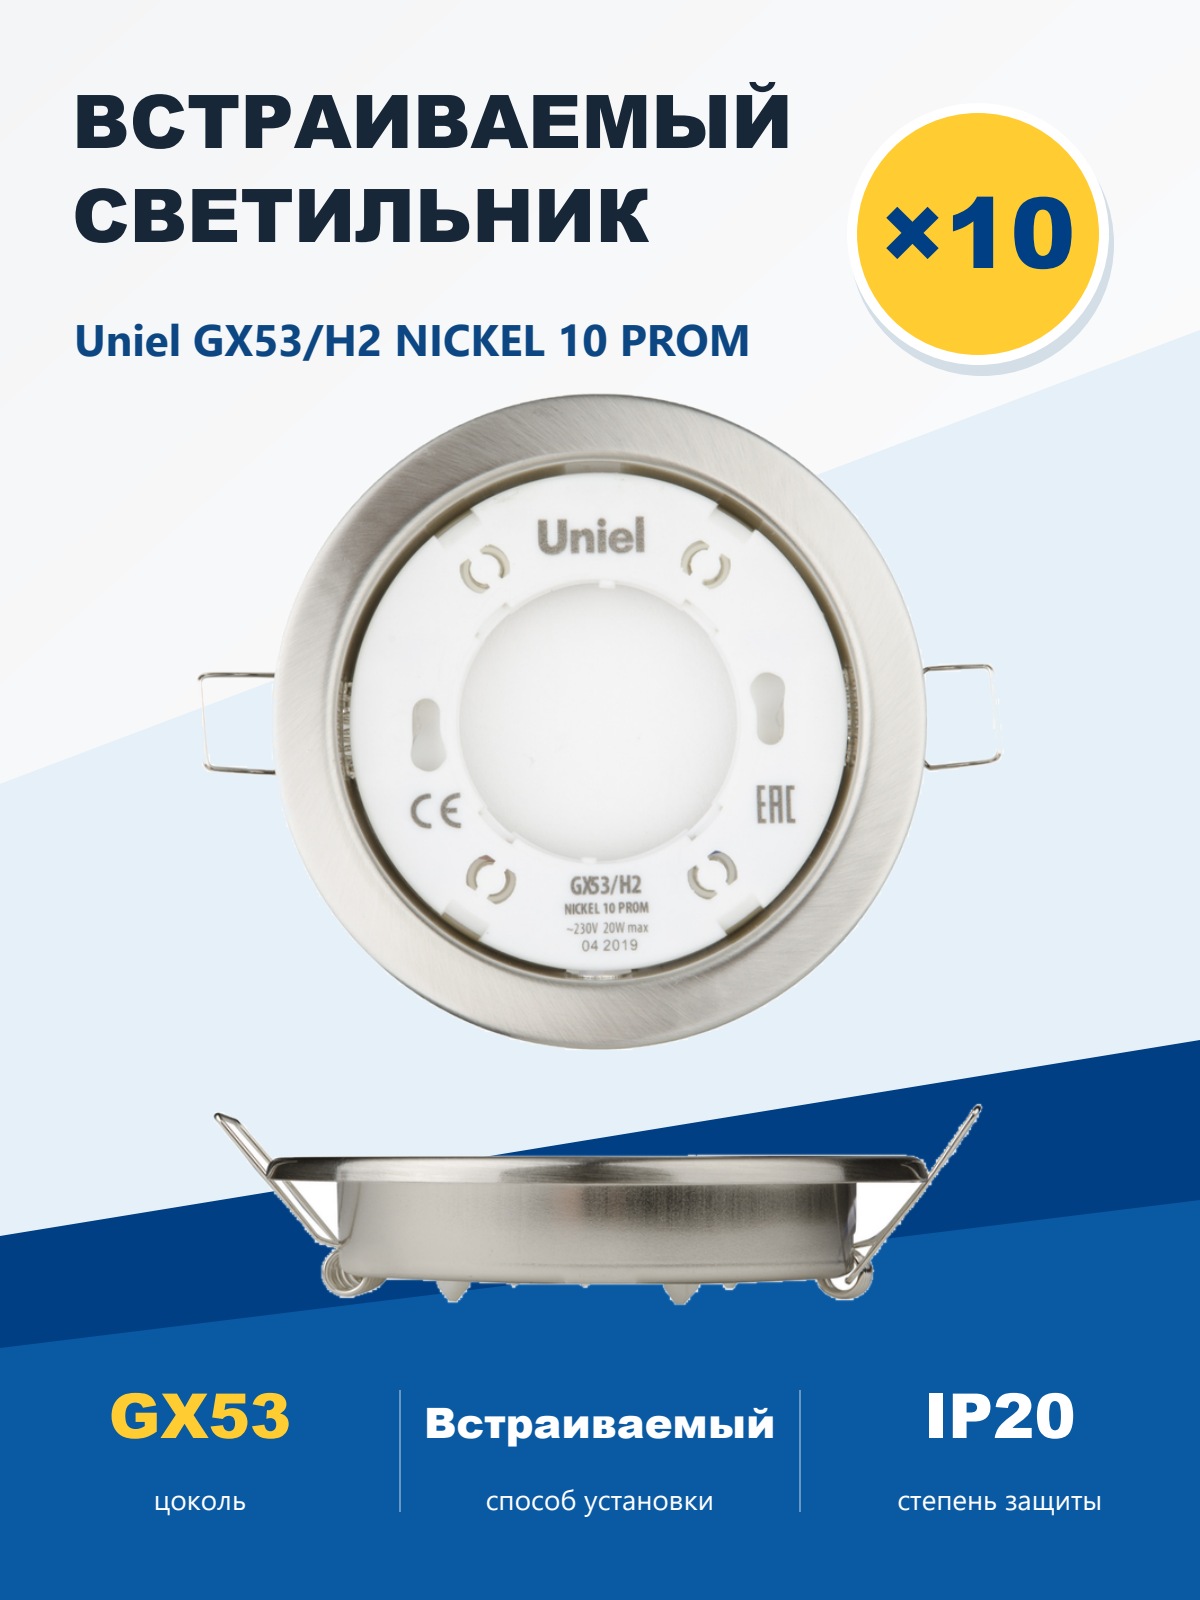 ВСТРАИВАЕМЫЙ
СВЕТИЛЬНИК
×10
Uniel GX53/H2 NICKEL 10 PROM
Uniel
CE
EAC
GX53/H2
NICKEL 10 PROM
~230V 20W max
04 2019
GX53
цоколь
Встраиваемый
способ установки
IP20
степень защиты